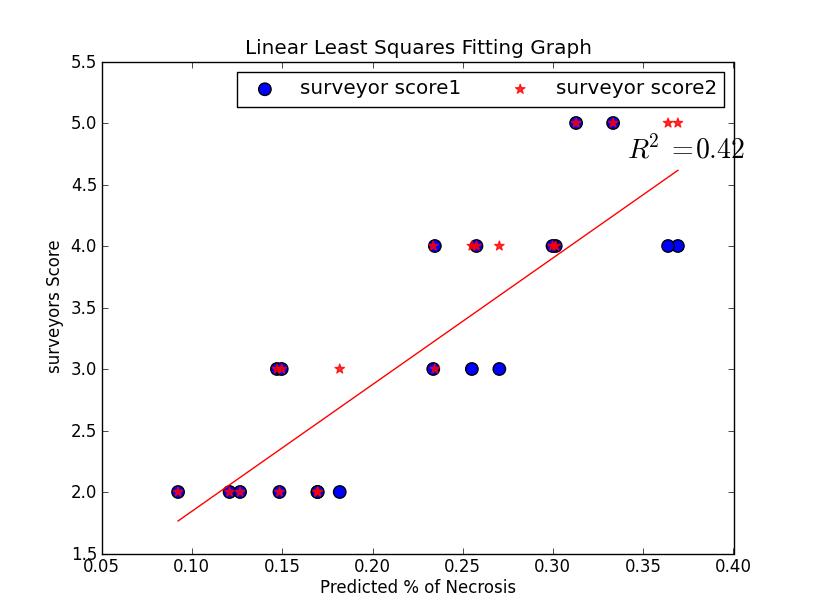 Linear Least Squares Fitting Graph
surveyor score1 surveyor score2
R² =0.42
surveyors Score
5.5
5.0
4.5
4.0
3.5
3.0
2.5
2.0
1.5
0.05 0.10 0.15 0.20 0.25 0.30 0.35 0.40
Predicted % of Necrosis